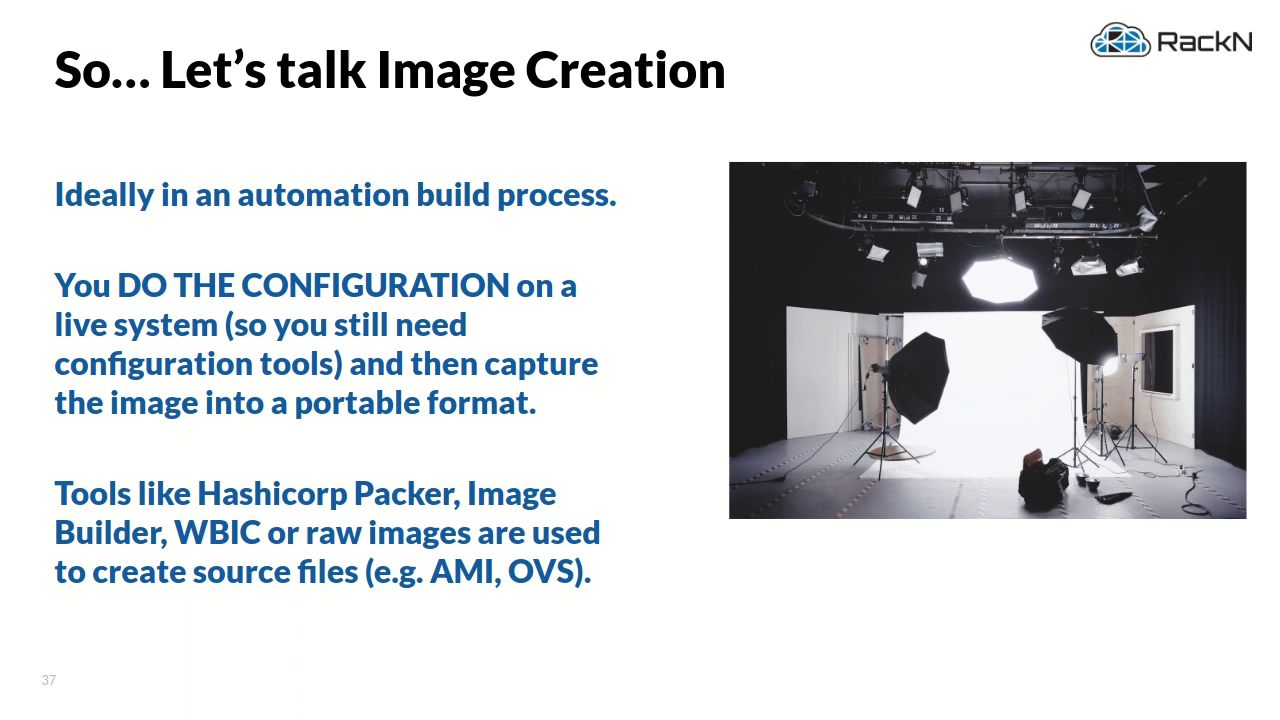 So... Let’s talk Image Creation
RackN
Ideally in an automation build process.
You DO THE CONFIGURATION on a
live system (so you still need
configuration tools) and then capture
the image into a portable format.
Tools like Hashicorp Packer, Image
Builder, WBIC or raw images are used
to create source files (e.g. AMI, OVS).
37